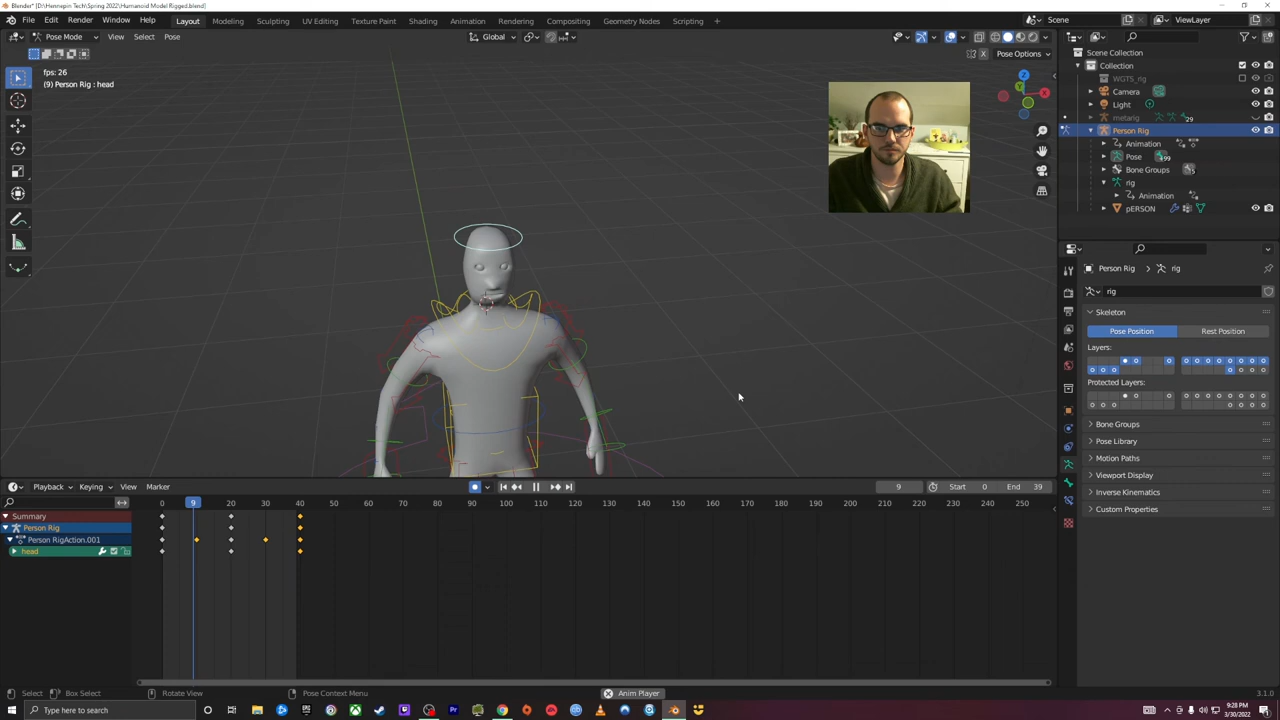 Blender* [D:\Hennepin Tech\Spring 2022\Humanoid Model Rigged.blend]
File Edit Render Window Help Layout Modeling Sculpting UV Editing Texture Paint Shading Animation Rendering Compositing Geometry Nodes Scripting Scene ViewLayer
Pose Mode View Select Pose Global
X Pose Options
fps: 26
(9) Person Rig : head
Scene Collection
Collection
WGTS_rig
Camera
Light
metarig 29
Person Rig
Animation
Pose 199
Bone Groups 5
rig
Animation
pERSON
Person Rig rig
rig
Skeleton
Pose Position Rest Position
Layers:
Protected Layers:
Bone Groups
Pose Library
Motion Paths
Viewport Display
Inverse Kinematics
Custom Properties
Playback Keying View Marker 9 Start 0 End 39
0 9 20 30 40 50 60 70 80 90 100 110 120 130 140 150 160 170 180 190 200 210 220 230 240 250
Summary
Person Rig
Person RigAction.001
head
Select Box Select Rotate View Pose Context Menu Anim Player 3.1.0
Type here to search
9:28 PM
3/30/2022